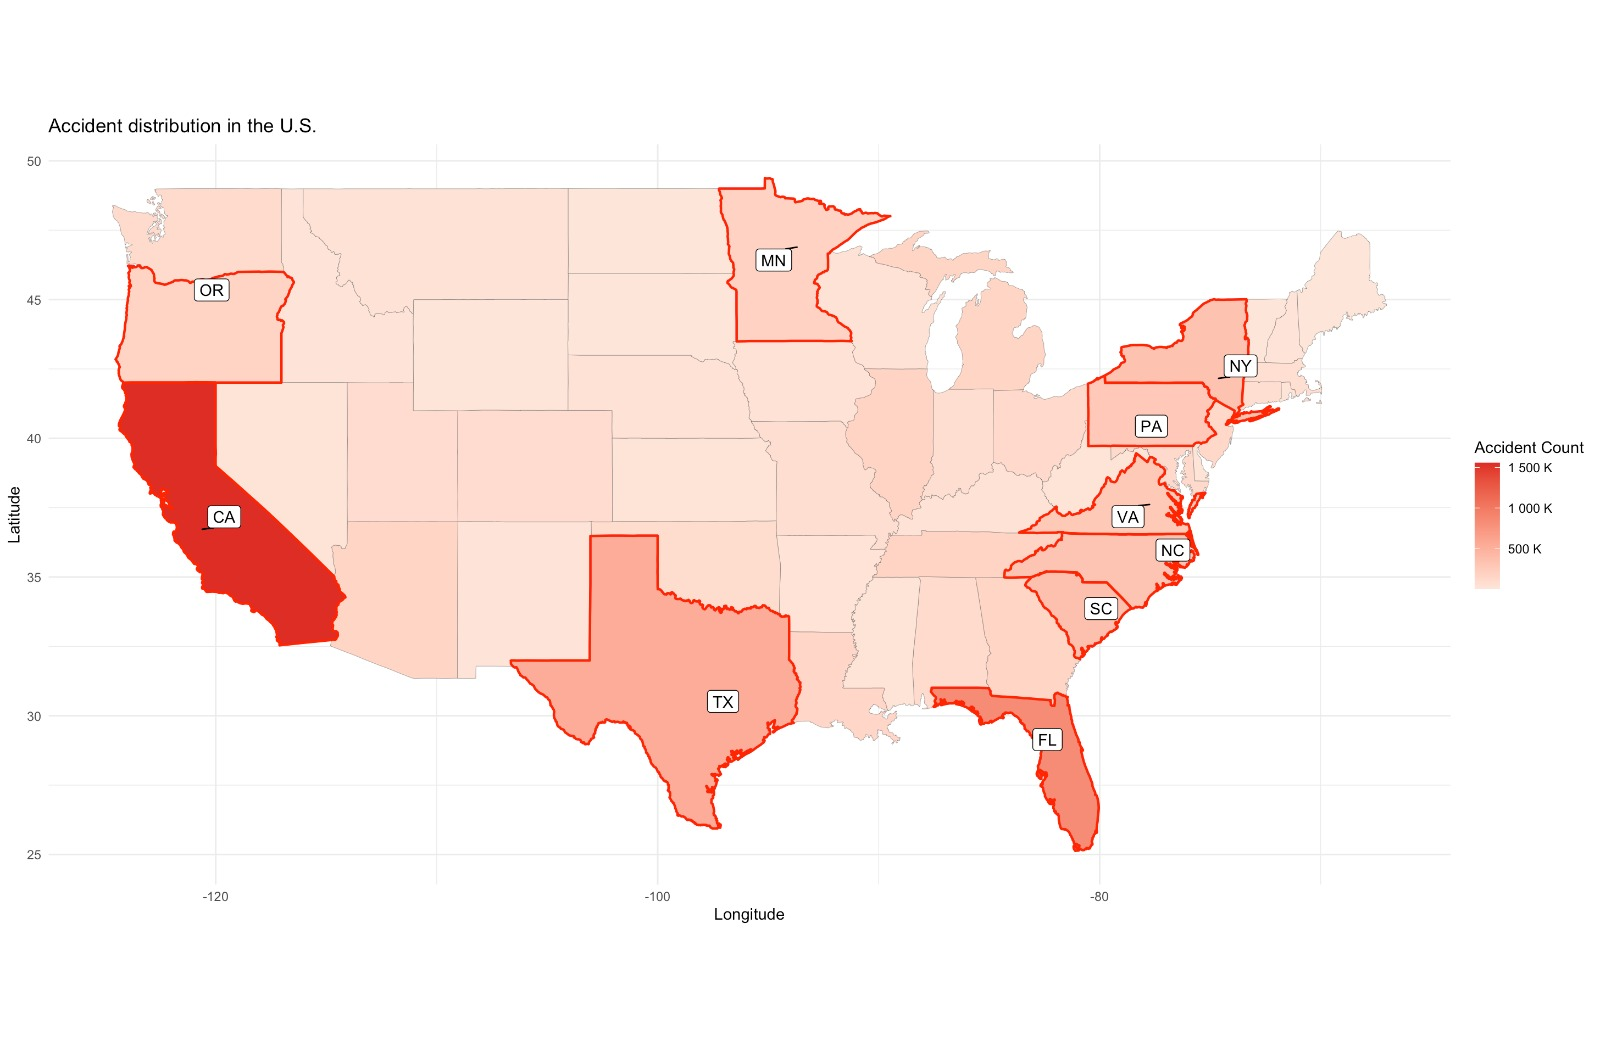 Accident distribution in the U.S.
50
45
40
35
30
25
Latitude
-120
-100
-80
Longitude
OR
MN
NY
PA
CA
VA
NC
SC
TX
FL
Accident Count
1 500 K
1 000 K
500 K